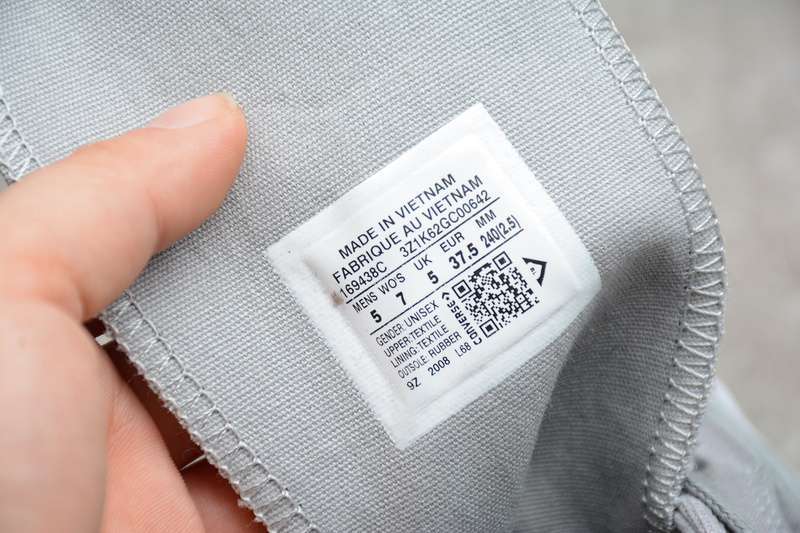 MADE IN VIETNAM
FABRIQUE AU VIETNAM
169438C 3Z1K62GC00642
MENS WO'S UK EUR MM
5 7 5 37.5 240(2.5)
GENDER: UNISEX
UPPER: TEXTILE
LINING: TEXTILE
OUTSOLE: RUBBER
9Z 2008 L68
CONVERSE